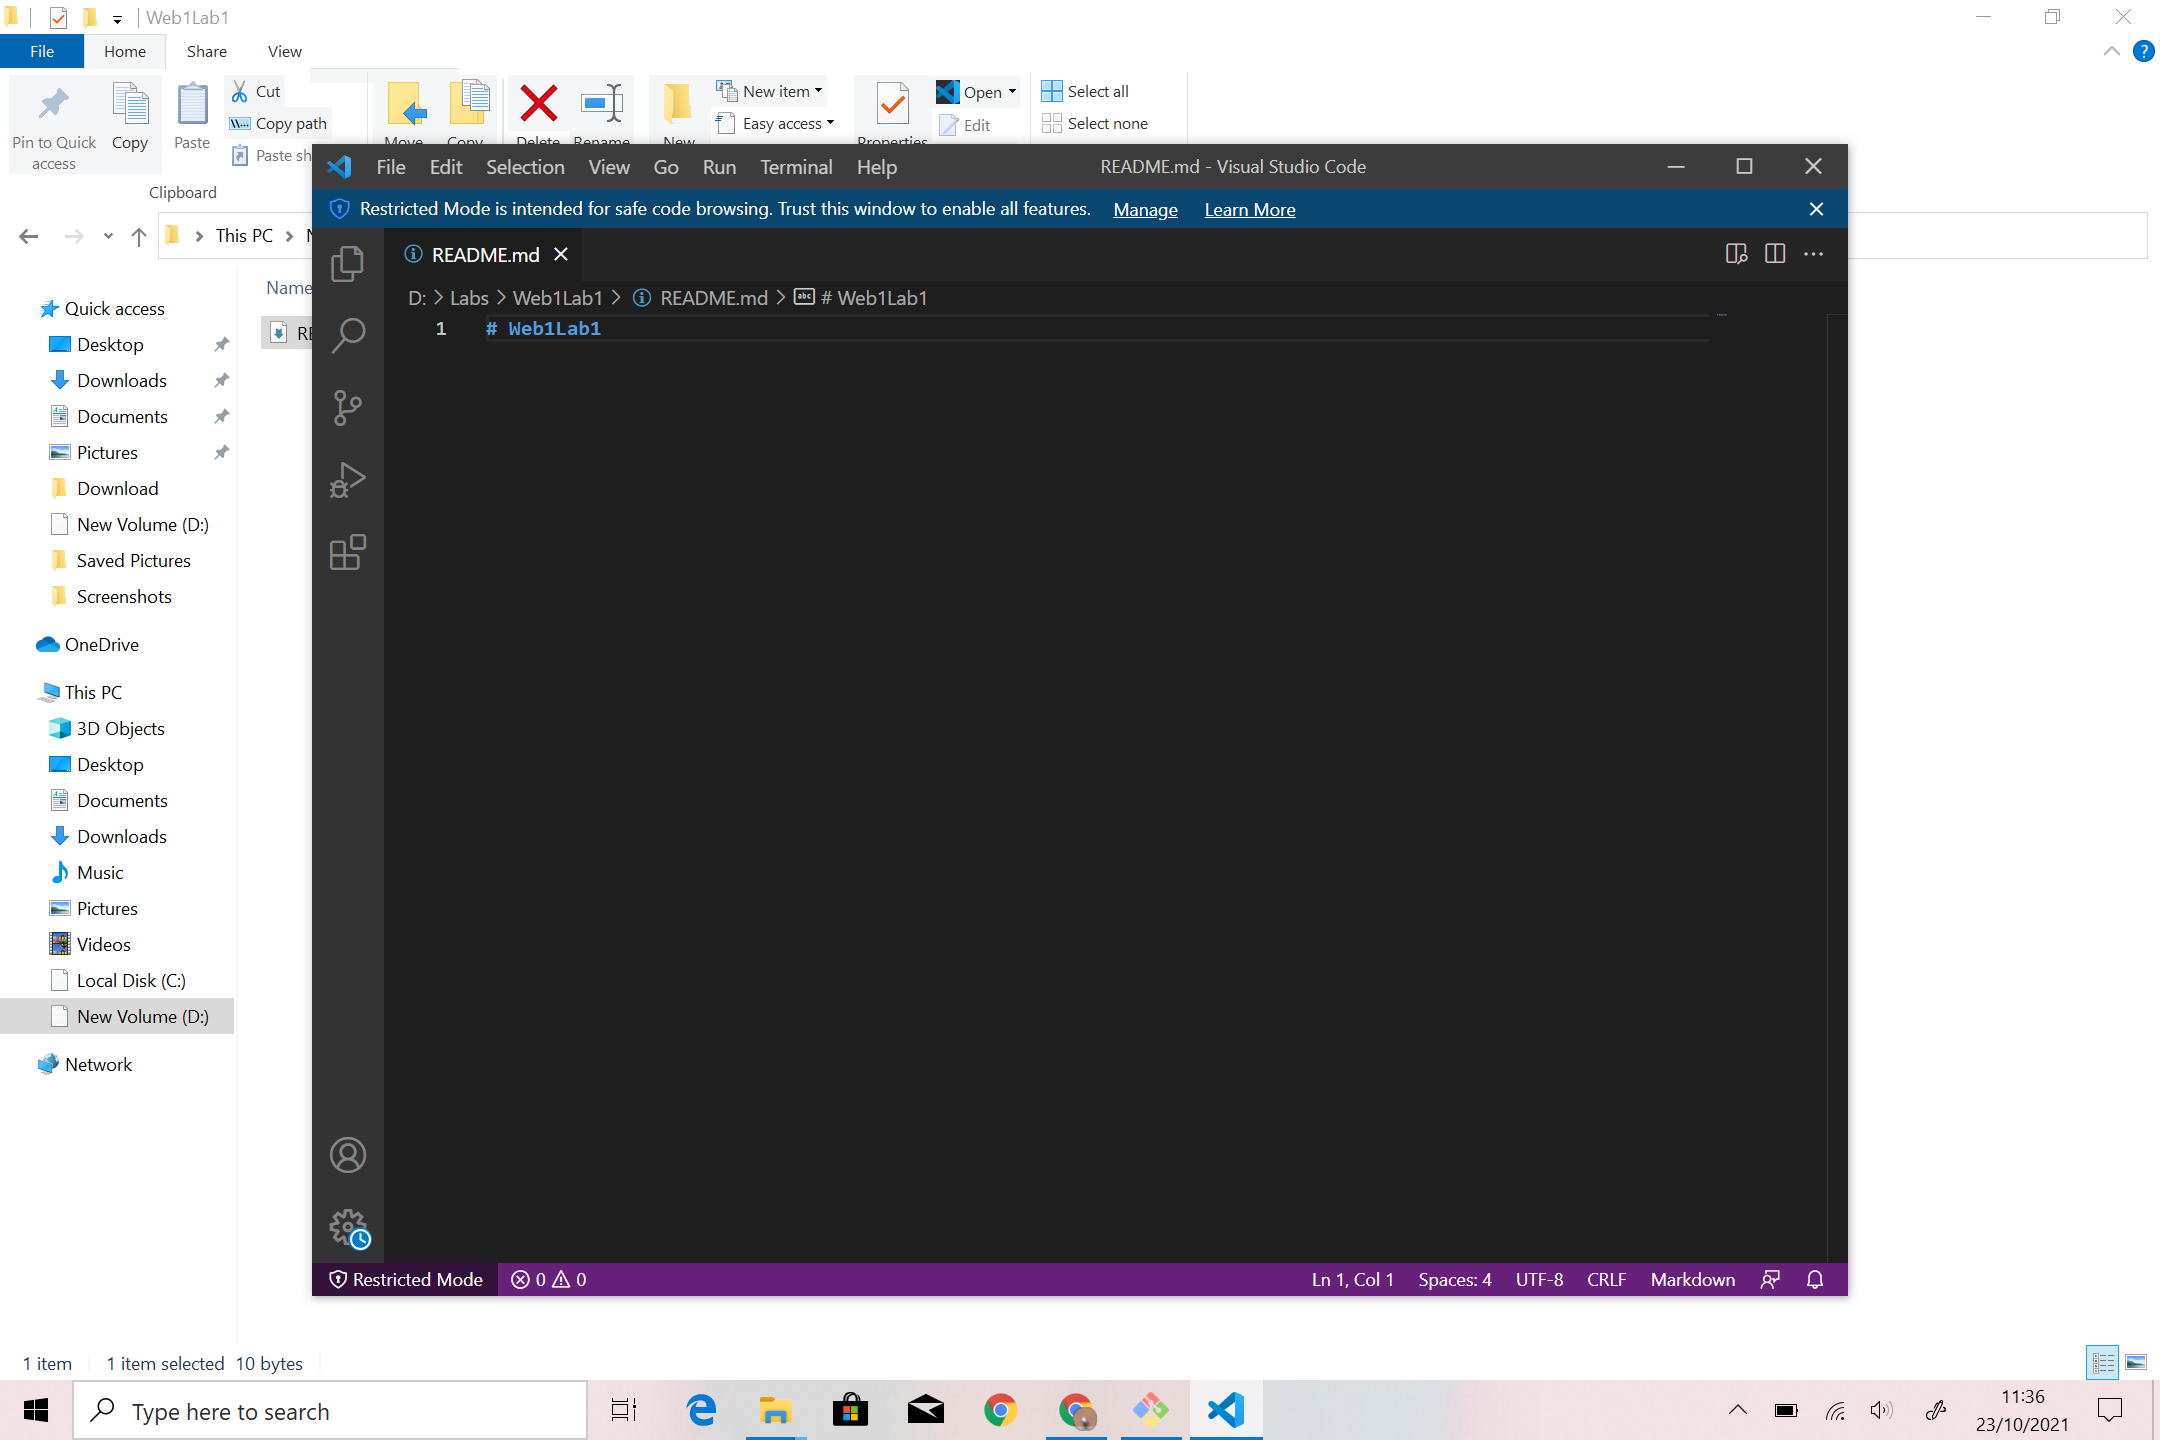 Web1Lab1
File Home Share View
Pin to Quick access
Copy
Paste
Cut
Copy path
Paste sh
Clipboard
Move Copy Delete Rename New
New item
Easy access
Properties
Open
Edit
Select all
Select none
This PC
Name
Quick access
Desktop
Downloads
Documents
Pictures
Download
New Volume (D:)
Saved Pictures
Screenshots
OneDrive
This PC
3D Objects
Desktop
Documents
Downloads
Music
Pictures
Videos
Local Disk (C:)
New Volume (D:)
Network
File Edit Selection View Go Run Terminal Help README.md - Visual Studio Code
Restricted Mode is intended for safe code browsing. Trust this window to enable all features. Manage Learn More
README.md
D: > Labs > Web1Lab1 > README.md > abc # Web1Lab1
1 # Web1Lab1
Restricted Mode 0 0 Ln 1, Col 1 Spaces: 4 UTF-8 CRLF Markdown
1 item 1 item selected 10 bytes
Type here to search
11:36
23/10/2021